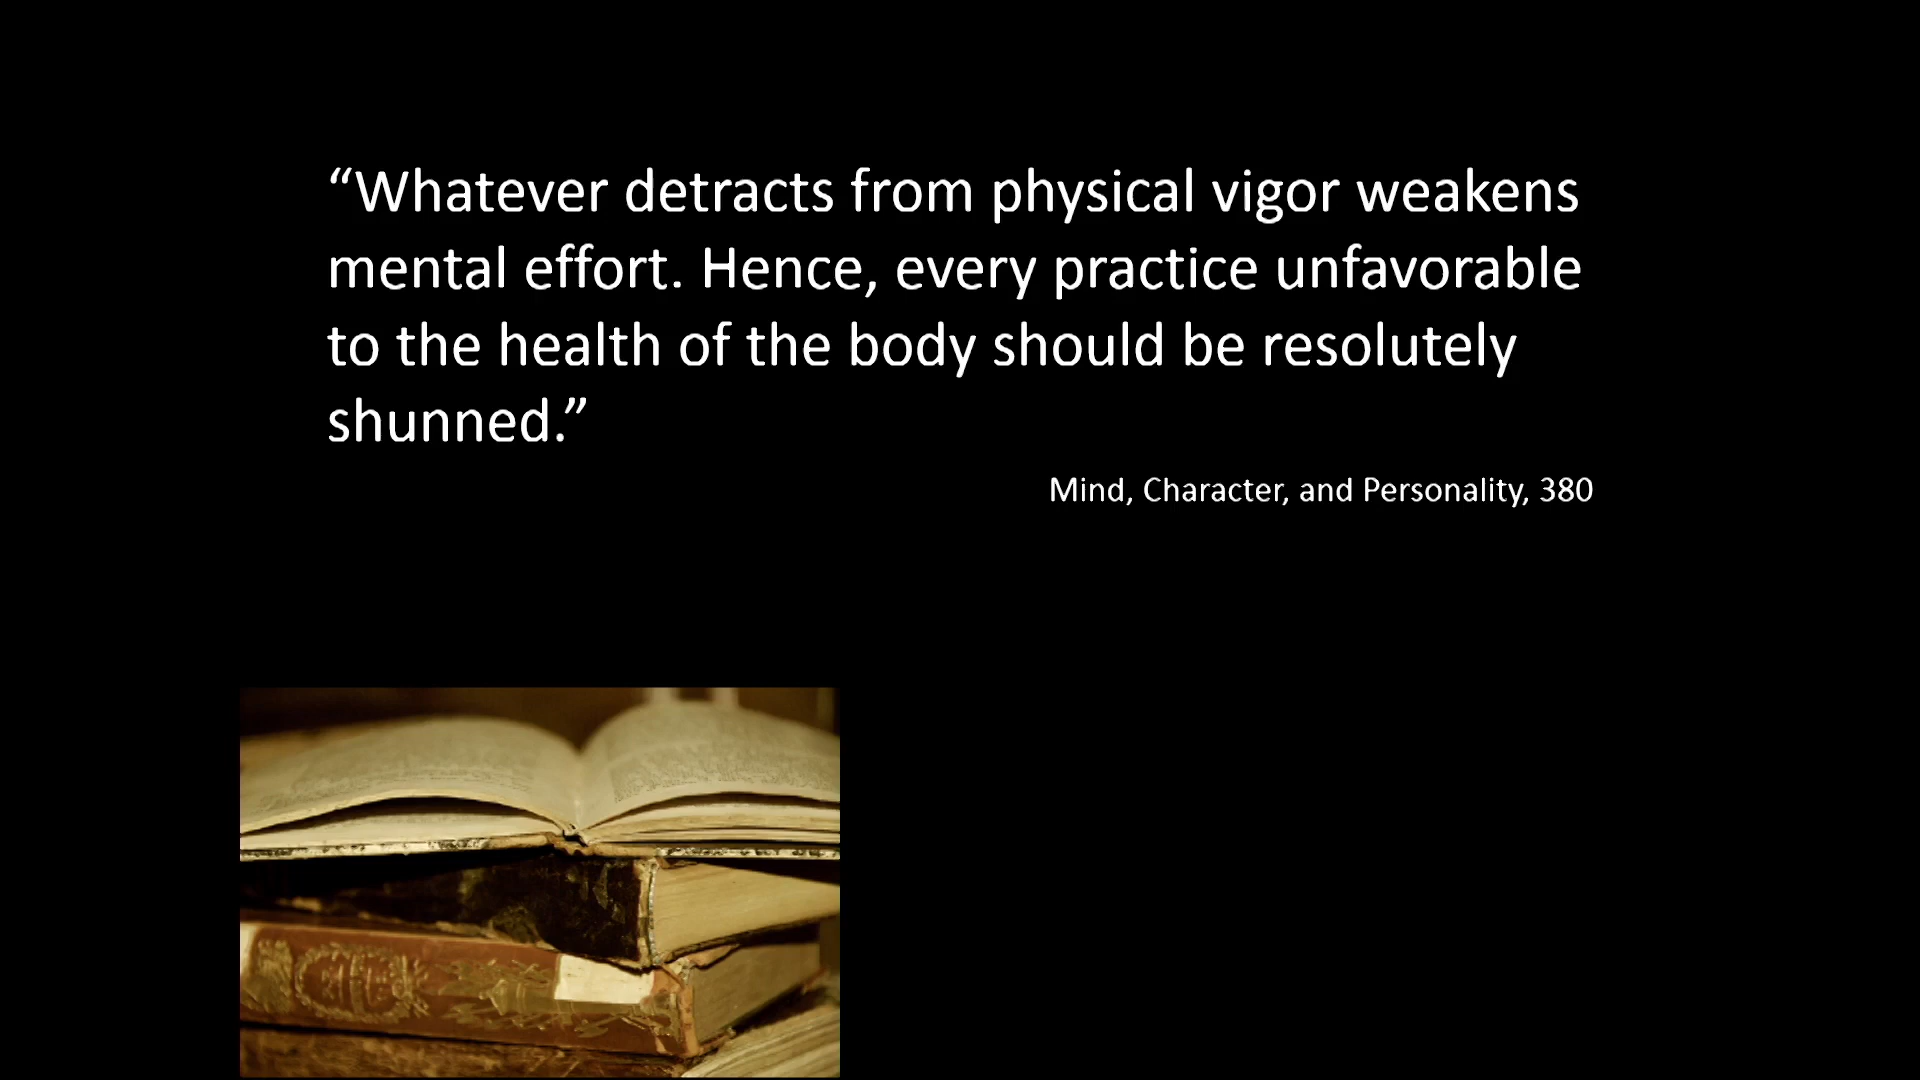 “Whatever detracts from physical vigor weakens
mental effort. Hence, every practice unfavorable
to the health of the body should be resolutely
shunned.”
Mind, Character, and Personality, 380